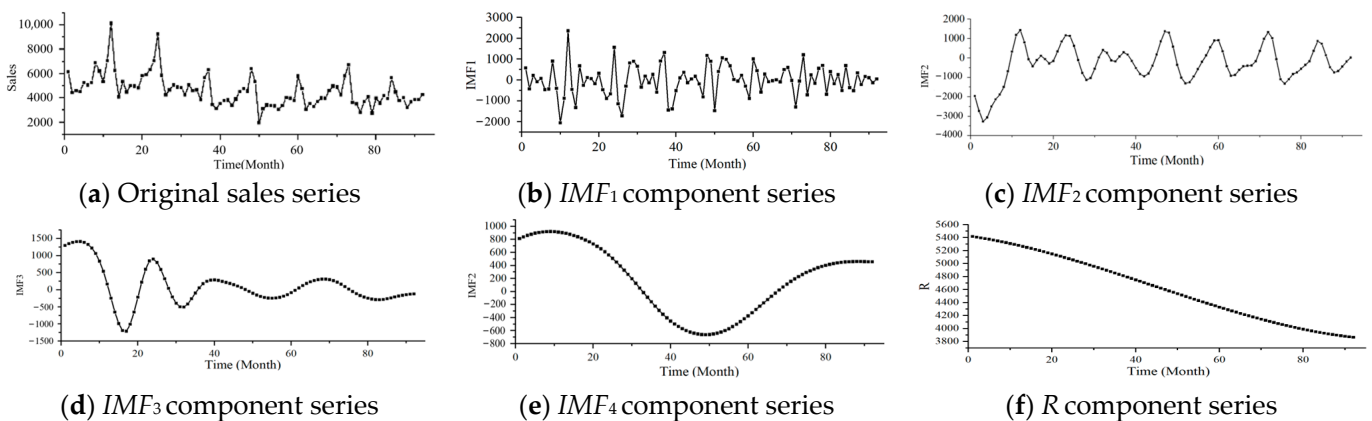 10,000
8000
6000
4000
2000
Sales
0 20 40 60 80
Time(Month)
(a) Original sales series
3000
2000
1000
0
−1000
−2000
IMF1
0 20 40 60 80
Time (Month)
(b) IMF1 component series
2000
1000
0
−1000
−2000
−3000
−4000
IMF2
0 20 40 60 80
Time (Month)
(c) IMF2 component series
1500
1000
500
0
−500
−1000
−1500
IMF3
0 20 40 60 80
Time (Month)
(d) IMF3 component series
1000
800
600
400
200
0
−200
−400
−600
−800
IMF2
0 20 40 60 80
Time (Month)
(e) IMF4 component series
5600
5400
5200
5000
4800
4600
4400
4200
4000
3800
R
0 20 40 60 80
Time (Month)
(f) R component series